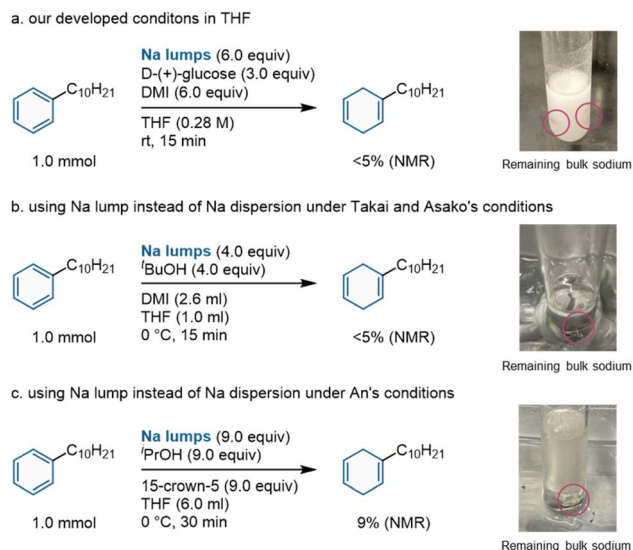 a. our developed conditons in THF
C10H21
1.0 mmol
Na lumps (6.0 equiv)
D-(+)-glucose (3.0 equiv)
DMI (6.0 equiv)
THF (0.28 M)
rt, 15 min
C10H21
<5% (NMR)
Remaining bulk sodium
b. using Na lump instead of Na dispersion under Takai and Asako's conditions
C10H21
1.0 mmol
Na lumps (4.0 equiv)
tBuOH (4.0 equiv)
DMI (2.6 ml)
THF (1.0 ml)
0 °C, 15 min
C10H21
<5% (NMR)
Remaining bulk sodium
c. using Na lump instead of Na dispersion under An's conditions
C10H21
1.0 mmol
Na lumps (9.0 equiv)
iPrOH (9.0 equiv)
15-crown-5 (9.0 equiv)
THF (6.0 ml)
0 °C, 30 min
C10H21
9% (NMR)
Remaining bulk sodium